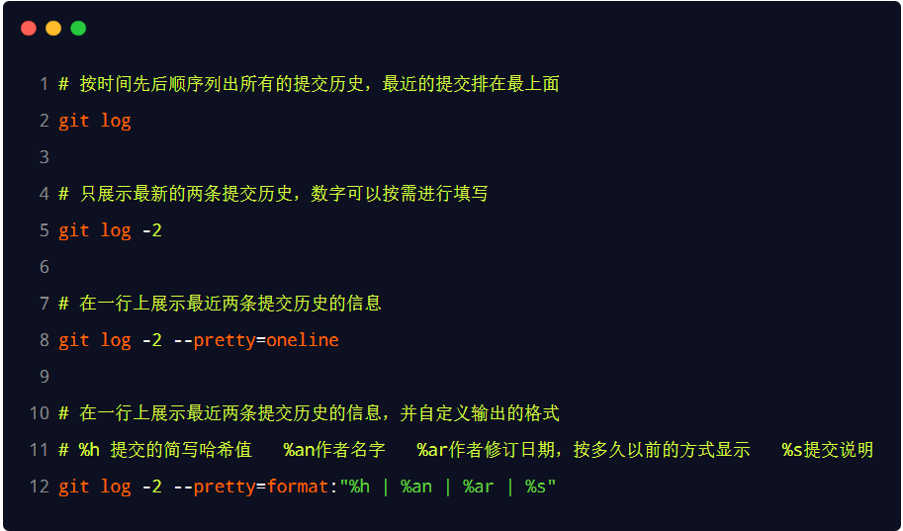 1 # 按时间先后顺序列出所有的提交历史，最近的提交排在最上面
2 git log
3
4 # 只展示最新的两条提交历史，数字可以按需进行填写
5 git log -2
6
7 # 在一行上展示最近两条提交历史的信息
8 git log -2 --pretty=oneline
9
10 # 在一行上展示最近两条提交历史的信息，并自定义输出的格式
11 # %h 提交的简写哈希值   %an作者名字   %ar作者修订日期，按多久以前的方式显示   %s提交说明
12 git log -2 --pretty=format:"%h | %an | %ar | %s"